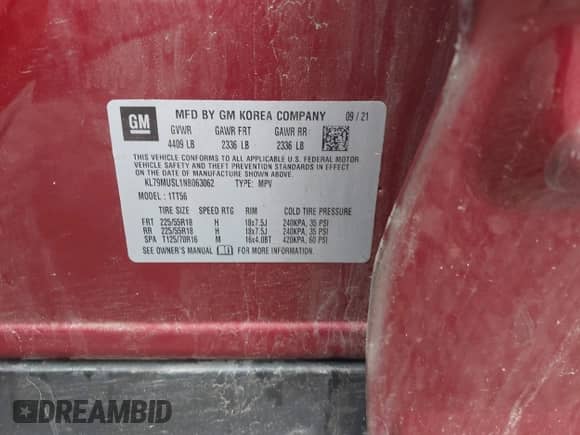 GM
MFD BY GM KOREA COMPANY 09 / 21
GVWR GAWR FRT GAWR RR
4409 LB 2336 LB 2336 LB
THIS VEHICLE CONFORMS TO ALL APPLICABLE U.S. FEDERAL MOTOR
VEHICLE SAFETY AND THEFT PREVENTION STANDARDS IN EFFECT
ON THE DATE OF MANUFACTURE SHOWN ABOVE.
KL79MUSL1NB063062 TYPE: MPV
MODEL : 1TT56
TIRE SIZE SPEED RTG RIM COLD TIRE PRESSURE
FRT 225/55R18 H 18x7.5J 240KPA, 35 PSI
RR 225/55R18 H 18x7.5J 240KPA, 35 PSI
SPA T125/70R16 M 16x4.0BT 420KPA, 60 PSI
SEE OWNER'S MANUAL FOR MORE INFORMATION.
DREAMBID